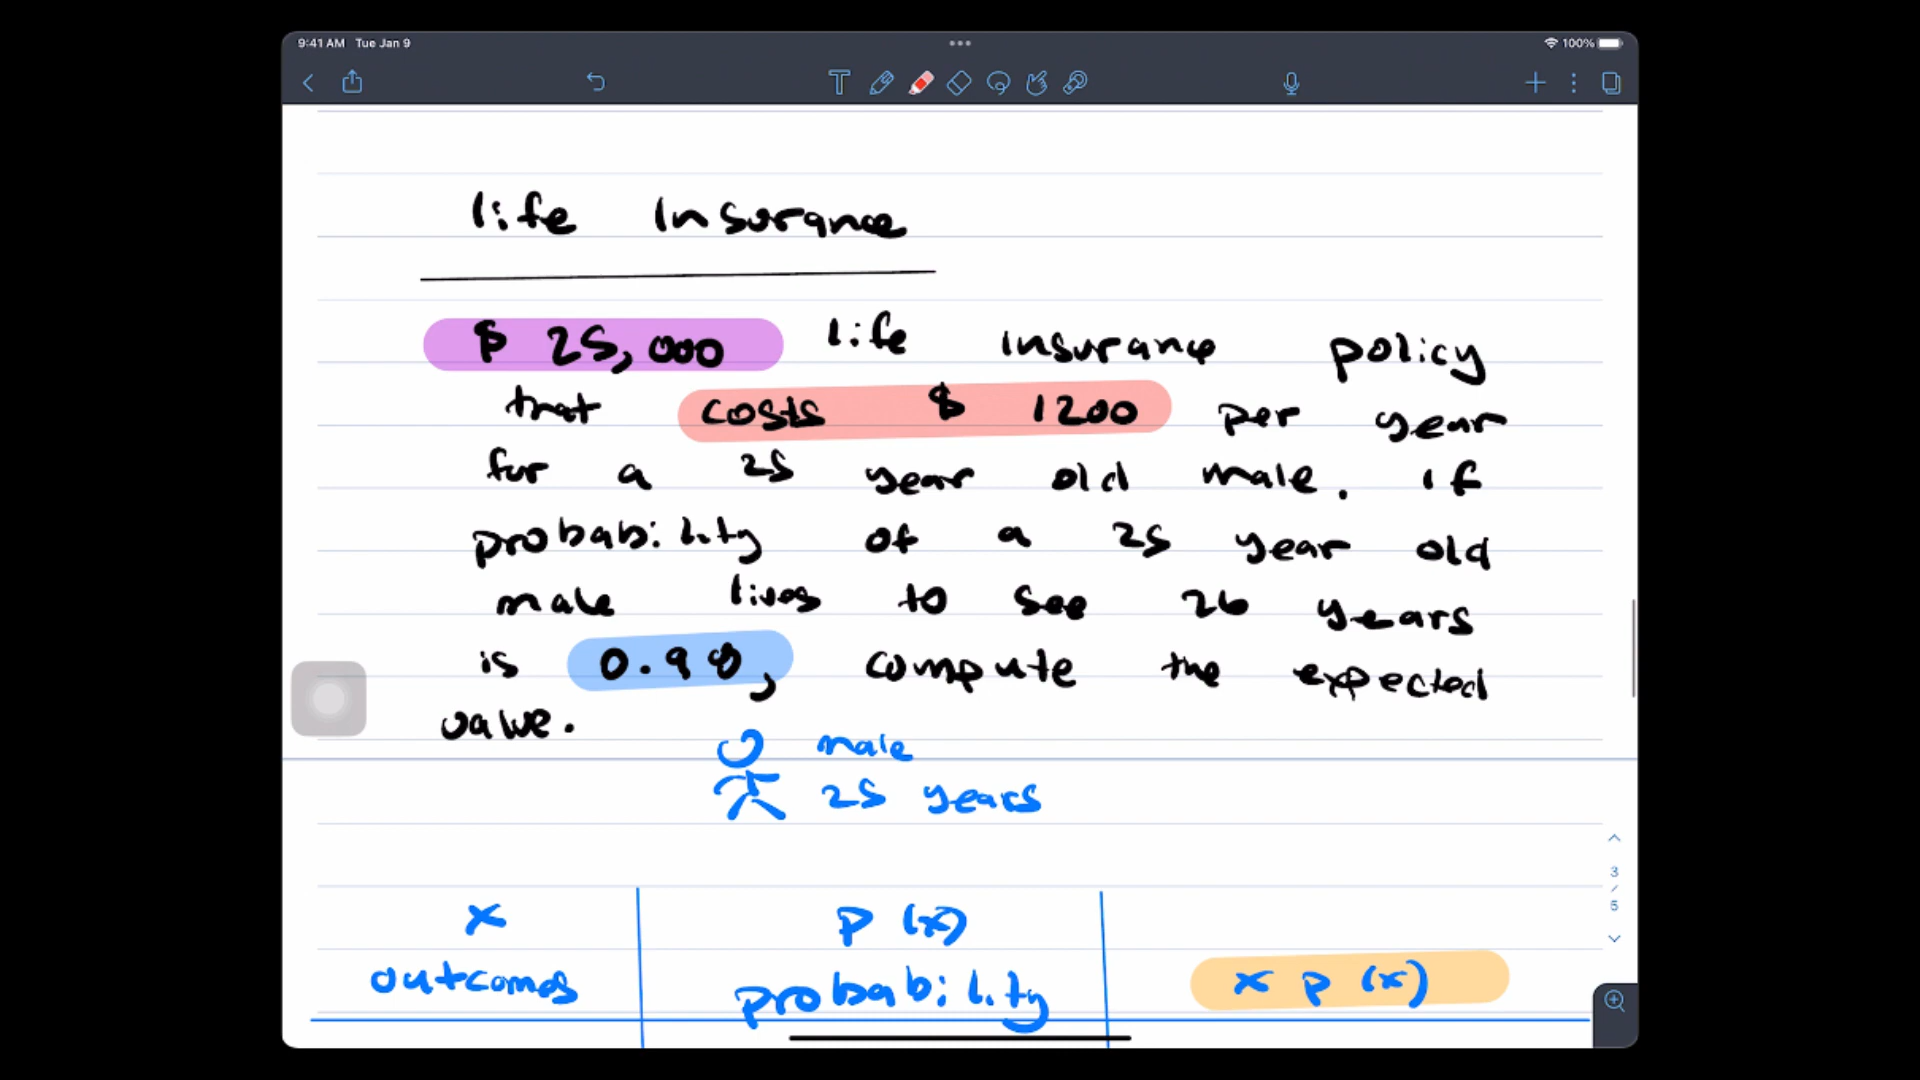 9:41 AM Tue Jan 9
100%
life Insurance
$ 25,000 life insurance policy
that costs $ 1200 per year
for a 25 year old male. If
probability of a 25 year old
male lives to see 26 years
is 0.98, compute the expected
value.
male
25 years
3
/
5
x p(x)
outcomes probability x p(x)